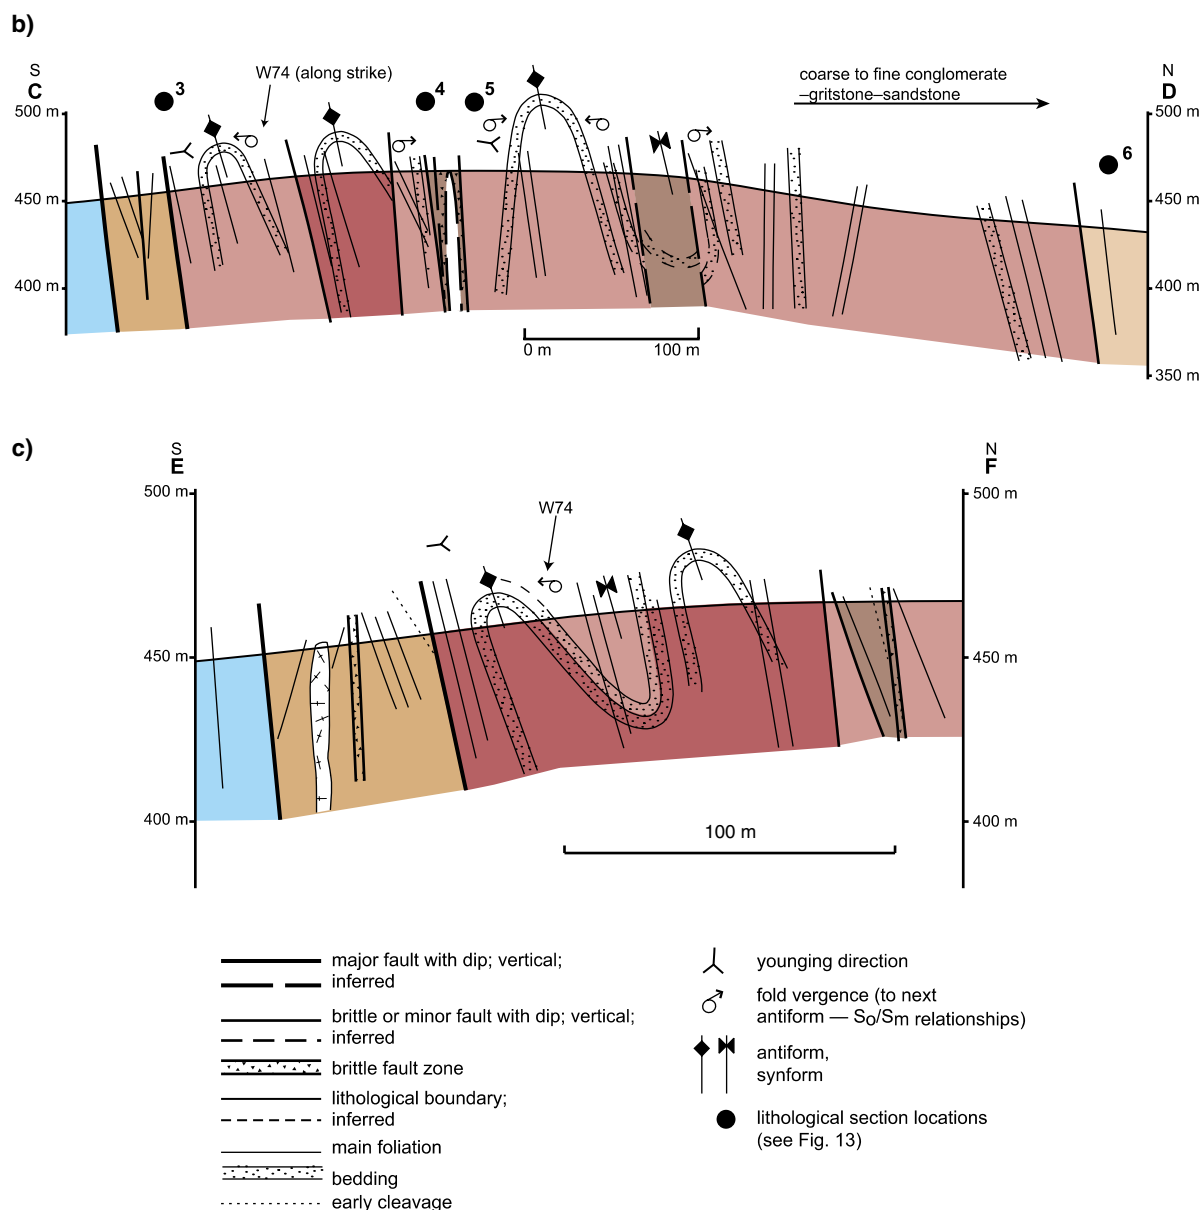 b)
S
C
3
W74 (along strike)
4
5
coarse to fine conglomerate
–gritstone–sandstone
N
D
6
500 m
450 m
400 m
500 m
450 m
400 m
350 m
0 m
100 m
c)
S
E
N
F
500 m
450 m
400 m
W74
500 m
450 m
400 m
100 m
major fault with dip; vertical;
inferred
brittle or minor fault with dip; vertical;
inferred
brittle fault zone
lithological boundary;
inferred
main foliation
bedding
early cleavage
younging direction
fold vergence (to next
antiform — So/Sm relationships)
antiform,
synform
lithological section locations
(see Fig. 13)